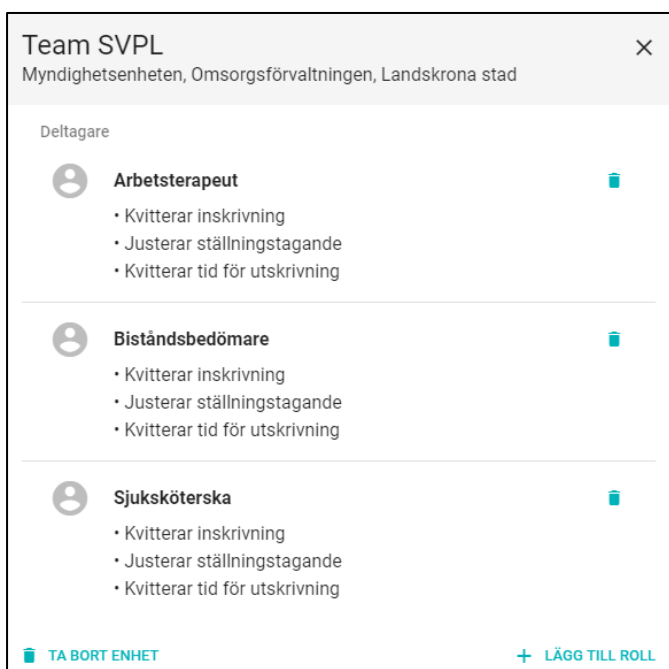 Team SVPL
Myndighetsenheten, Omsorgsförvaltningen, Landskrona stad
Deltagare
Arbetsterapeut
• Kvitterar inskrivning
• Justerar ställningstagande
• Kvitterar tid för utskrivning
Biståndsbedömare
• Kvitterar inskrivning
• Justerar ställningstagande
• Kvitterar tid för utskrivning
Sjuksköterska
• Kvitterar inskrivning
• Justerar ställningstagande
• Kvitterar tid för utskrivning
TA BORT ENHET + LÄGG TILL ROLL